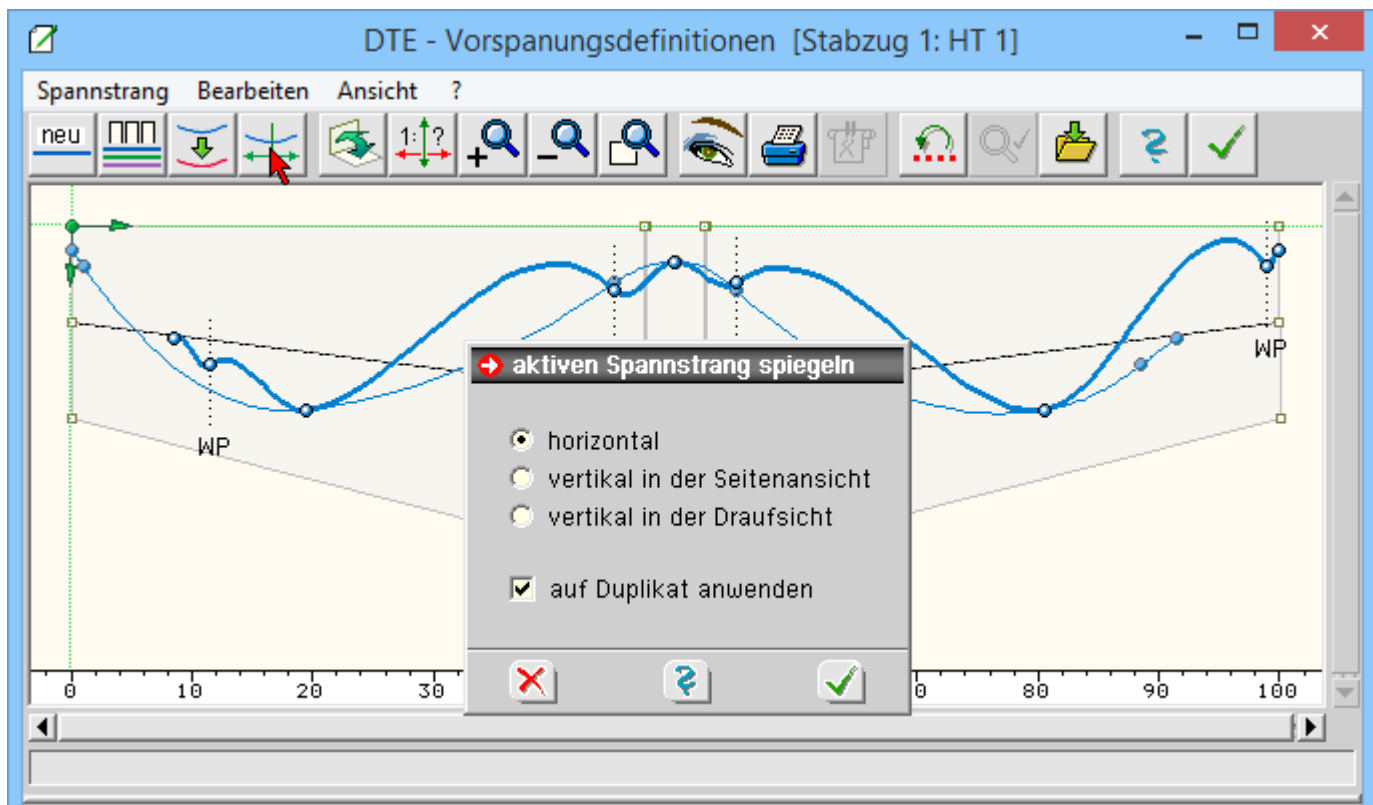 DTE - Vorspanungsdefinitionen [Stabzug 1: HT 1]
Spannstrang Bearbeiten Ansicht ?
neu 1: ?
WP
WP
aktiven Spannstrang spiegeln
horizontal
vertikal in der Seitenansicht
vertikal in der Draufsicht
auf Duplikat anwenden
0 10 20 30 0 80 90 100